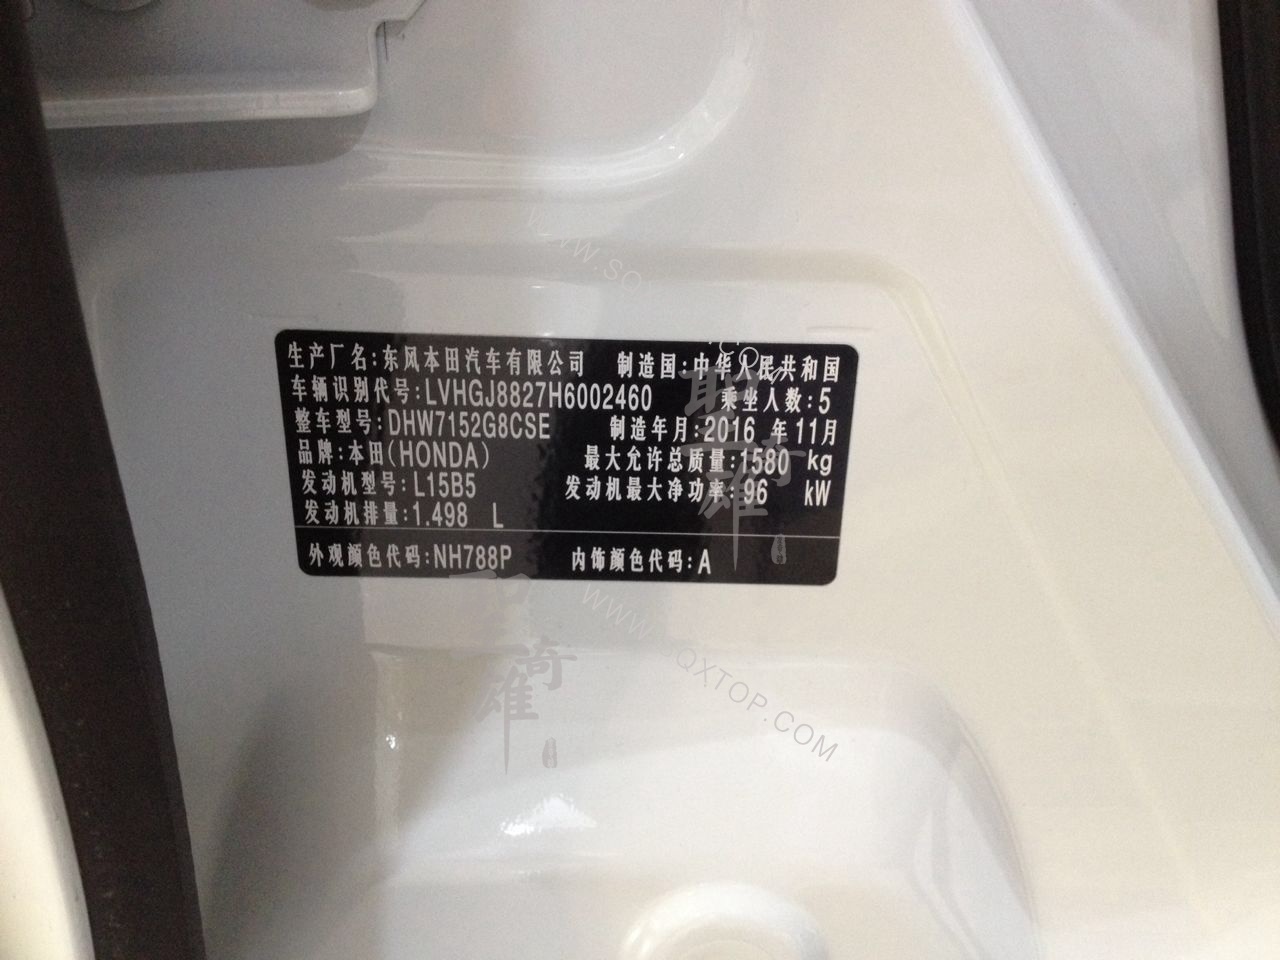 生产厂名:东风本田汽车有限公司 制造国:中华人民共和国
车辆识别代号:LVHGJ8827H6002460 乘坐人数:5
整车型号:DHW7152G8CSE 制造年月:2016 年11月
品牌:本田(HONDA) 最大允许总质量:1580 kg
发动机型号:L15B5 发动机最大净功率:96 kW
发动机排量:1.498 L
外观颜色代码:NH788P 内饰颜色代码:A
WWW.QXTOP.COM